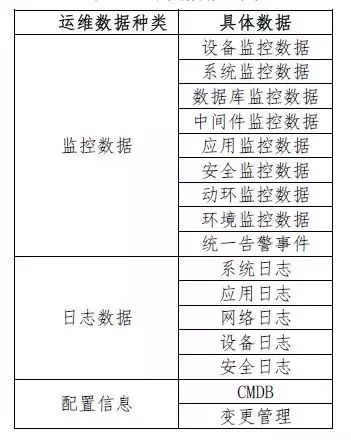 运维数据种类 具体数据
监控数据
设备监控数据
系统监控数据
数据库监控数据
中间件监控数据
应用监控数据
安全监控数据
动环监控数据
环境监控数据
统一告警事件
日志数据
系统日志
应用日志
网络日志
设备日志
安全日志
配置信息
CMDB
变更管理